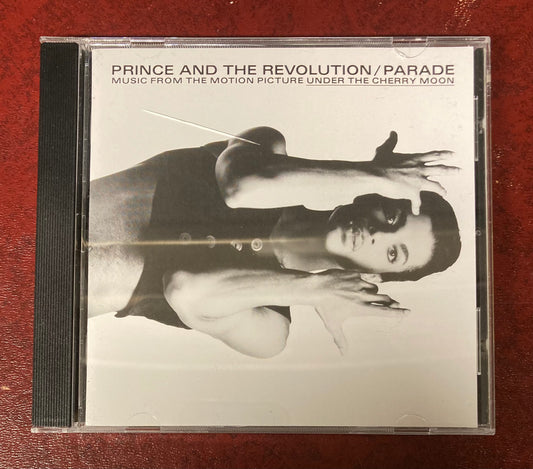 PRINCE AND THE REVOLUTION/PARADE
MUSIC FROM THE MOTION PICTURE UNDER THE CHERRY MOON